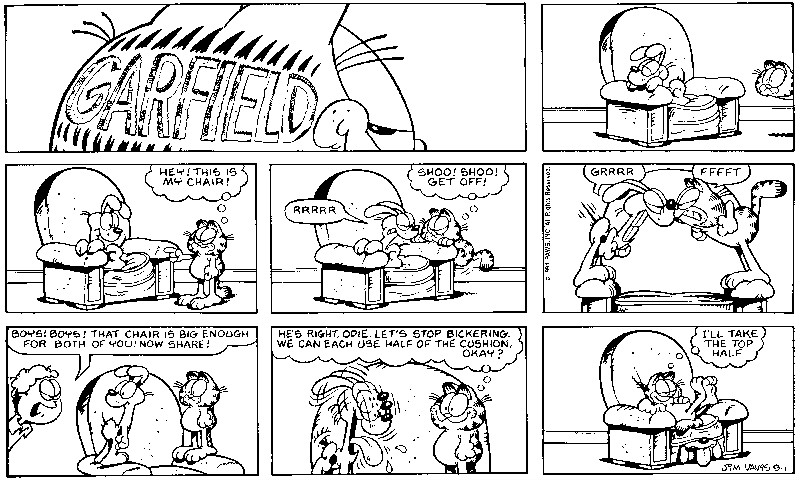 GARFIELD
HEY! THIS IS
MY CHAIR!
RRRRR
SHOO! SHOO!
GET OFF!
GRRRR
FFFFT
BOYS! BOYS! THAT CHAIR IS BIG ENOUGH
FOR BOTH OF YOU! NOW SHARE!
HE'S RIGHT, ODIE. LET'S STOP BICKERING.
WE CAN EACH USE HALF OF THE CUSHION,
OKAY?
I'LL TAKE
THE TOP
HALF
JIM DAVIS 9-1